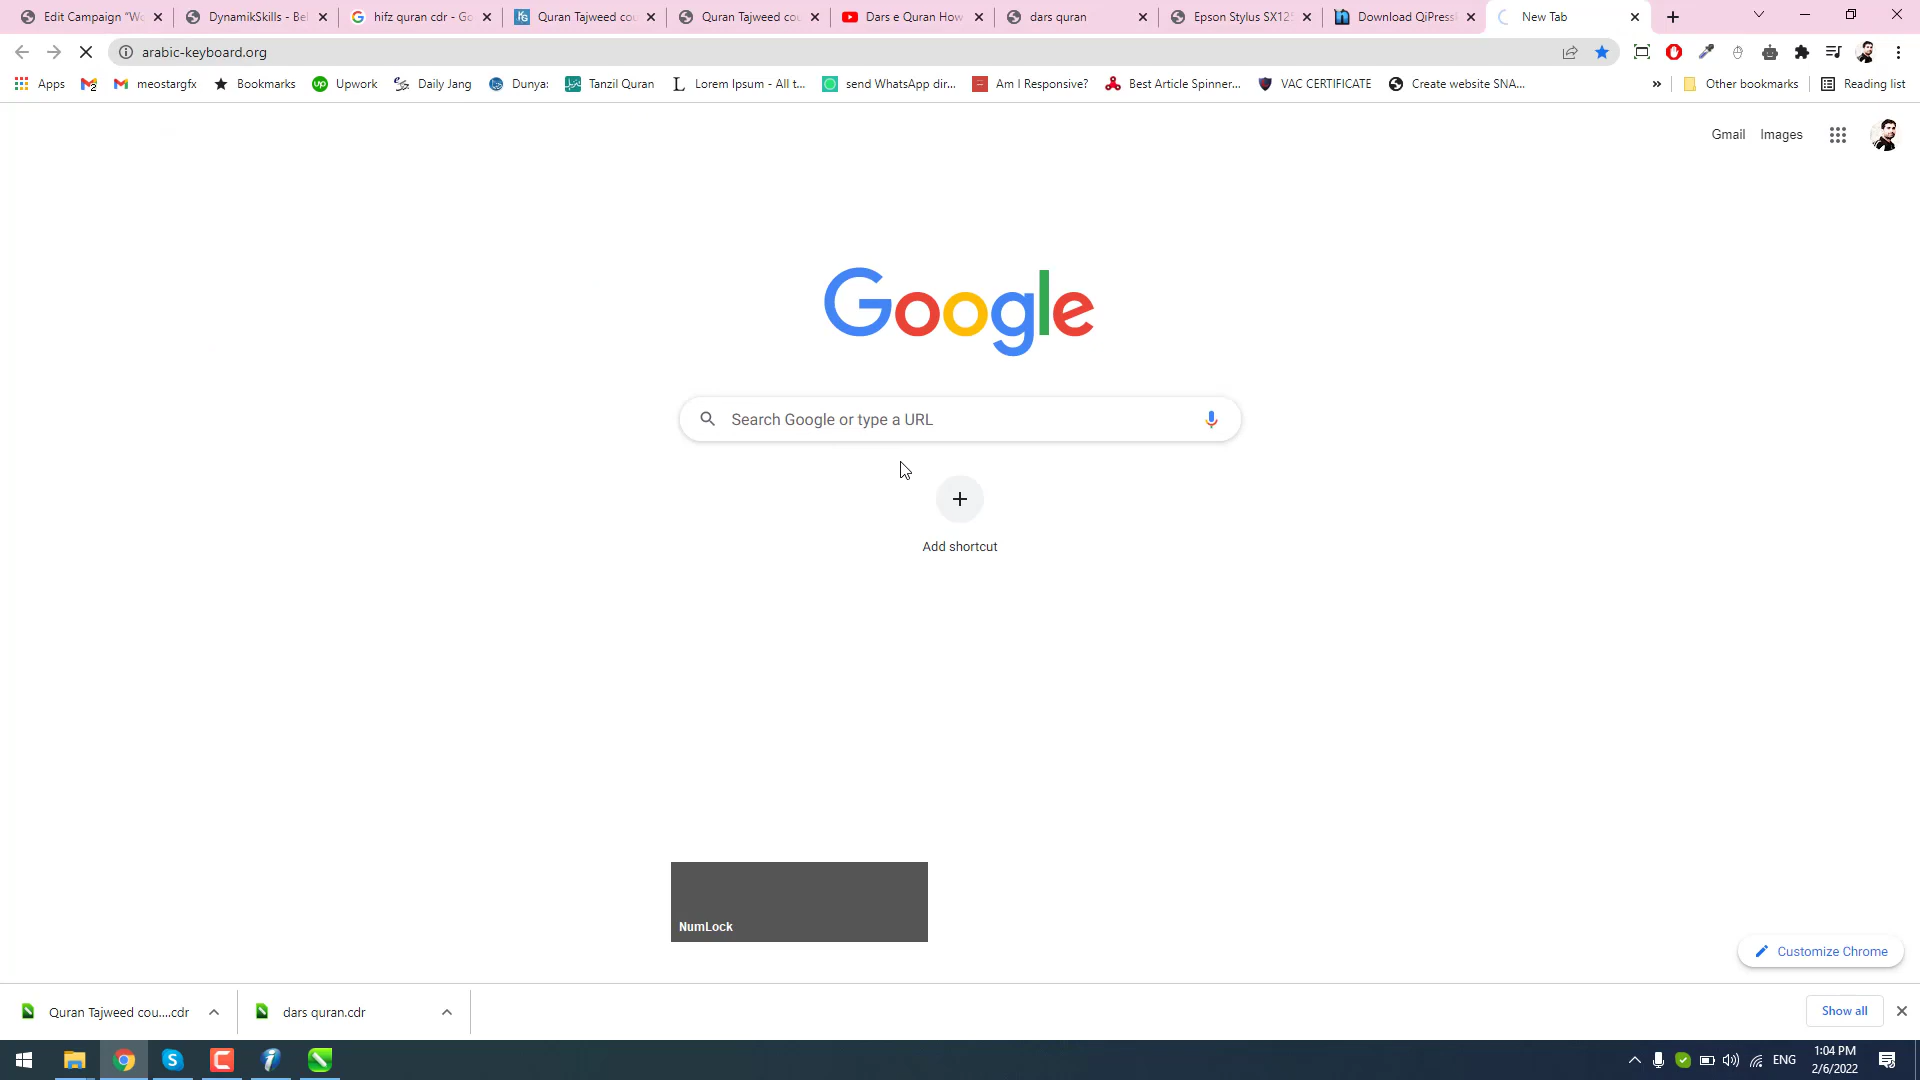 Edit Campaign "Wo
DynamikSkills - Be
hifz quran cdr - Go
Quran Tajweed cou
Quran Tajweed cou
Dars e Quran How
dars quran
Epson Stylus SX125
Download QiPress
New Tab
arabic-keyboard.org
Apps
meostargfx
Bookmarks
Upwork
Daily Jang
Dunya:
Tanzil Quran
Lorem Ipsum - All t...
send WhatsApp dir...
Am I Responsive?
Best Article Spinner...
VAC CERTIFICATE
Create website SNA...
»
Other bookmarks
Reading list
Gmail
Images
Google
Search Google or type a URL
Add shortcut
NumLock
Customize Chrome
Quran Tajweed cou....cdr
dars quran.cdr
Show all
ENG
1:04 PM
2/6/2022